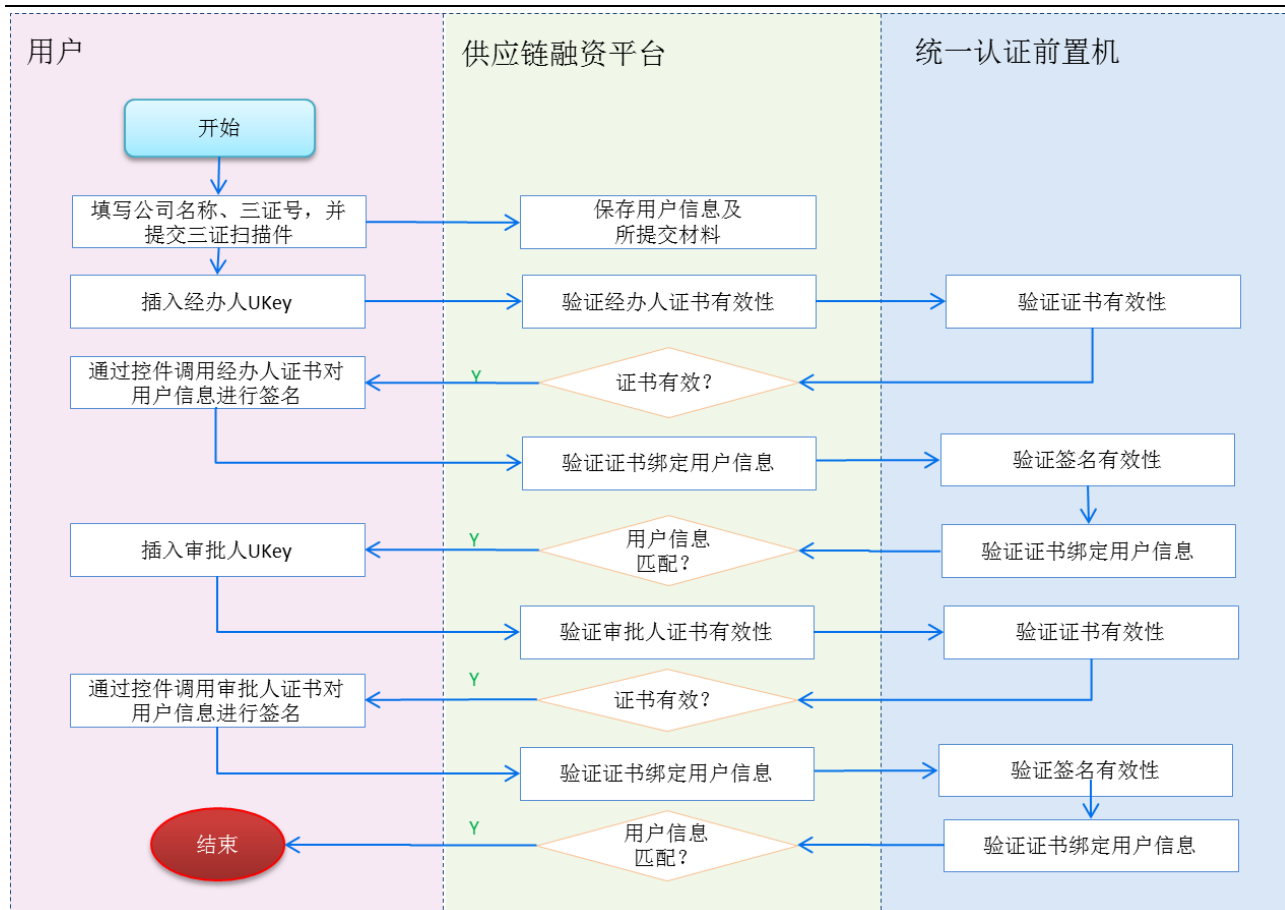 用户
供应链融资平台
统一认证前置机
开始
填写公司名称、三证号，并
提交三证扫描件
保存用户信息及
所提交材料
插入经办人UKey
验证经办人证书有效性
验证证书有效性
通过控件调用经办人证书对
用户信息进行签名
Y
证书有效？
验证证书绑定用户信息
验证签名有效性
插入审批人UKey
Y
用户信息
匹配？
验证证书绑定用户信息
验证审批人证书有效性
验证证书有效性
通过控件调用审批人证书对
用户信息进行签名
Y
证书有效？
验证证书绑定用户信息
验证签名有效性
结束
Y
用户信息
匹配？
验证证书绑定用户信息